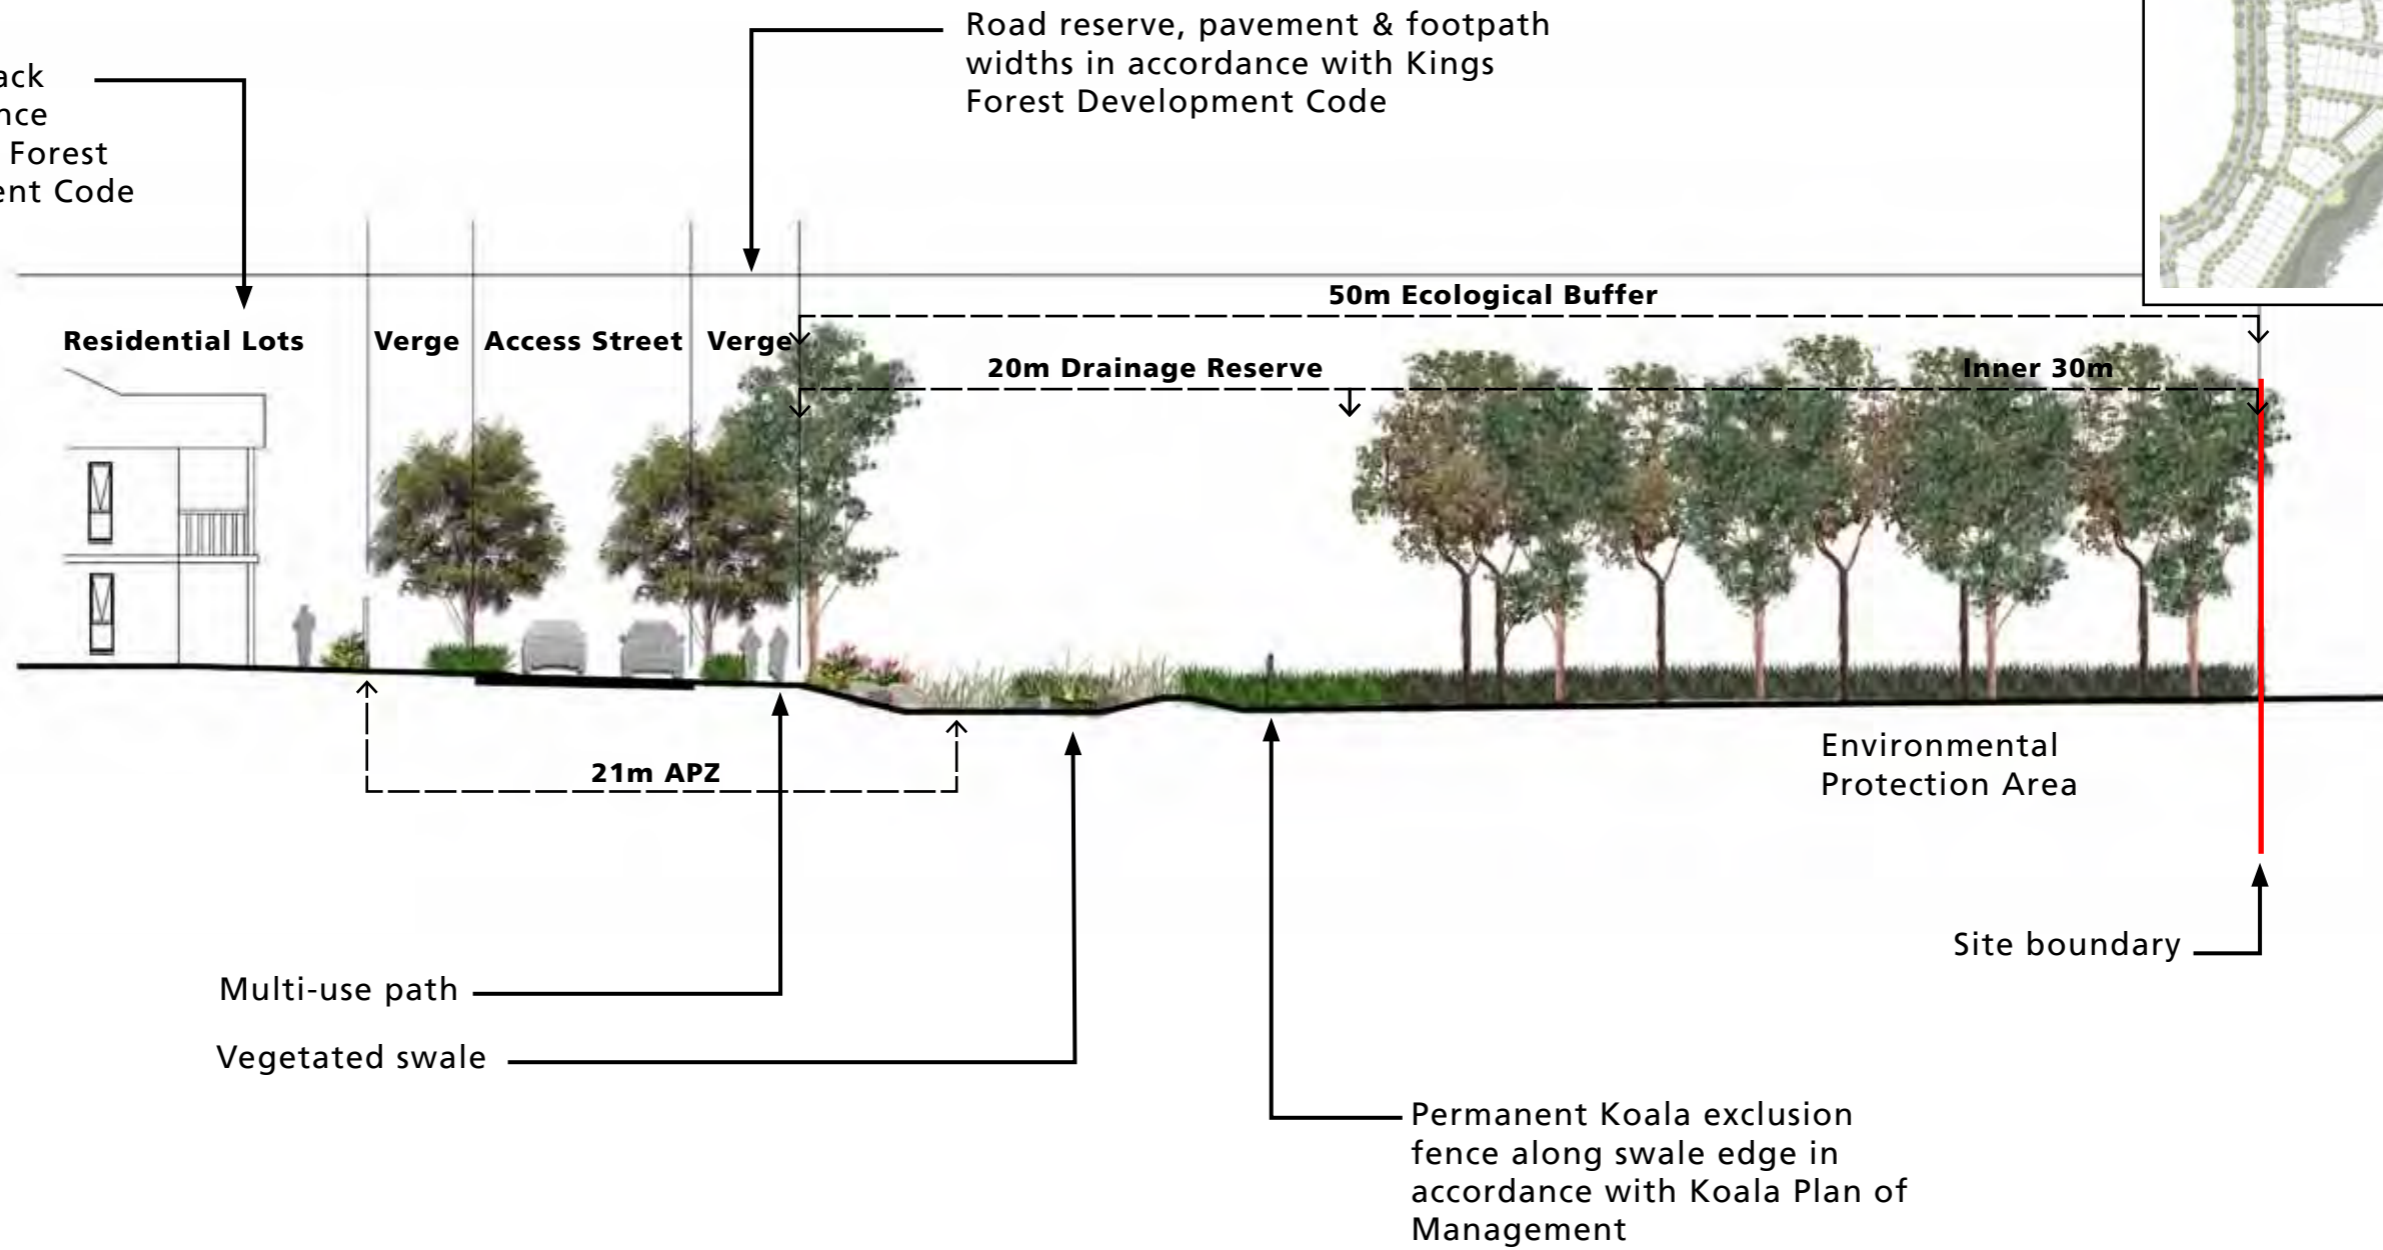 Road reserve, pavement & footpath
widths in accordance with Kings
Forest Development Code
ack
nce
Forest
ent Code
50m Ecological Buffer
Residential Lots
Verge
Access Street
Verge
20m Drainage Reserve
Inner 30m
21m APZ
Environmental
Protection Area
Site boundary
Multi-use path
Vegetated swale
Permanent Koala exclusion
fence along swale edge in
accordance with Koala Plan of
Management